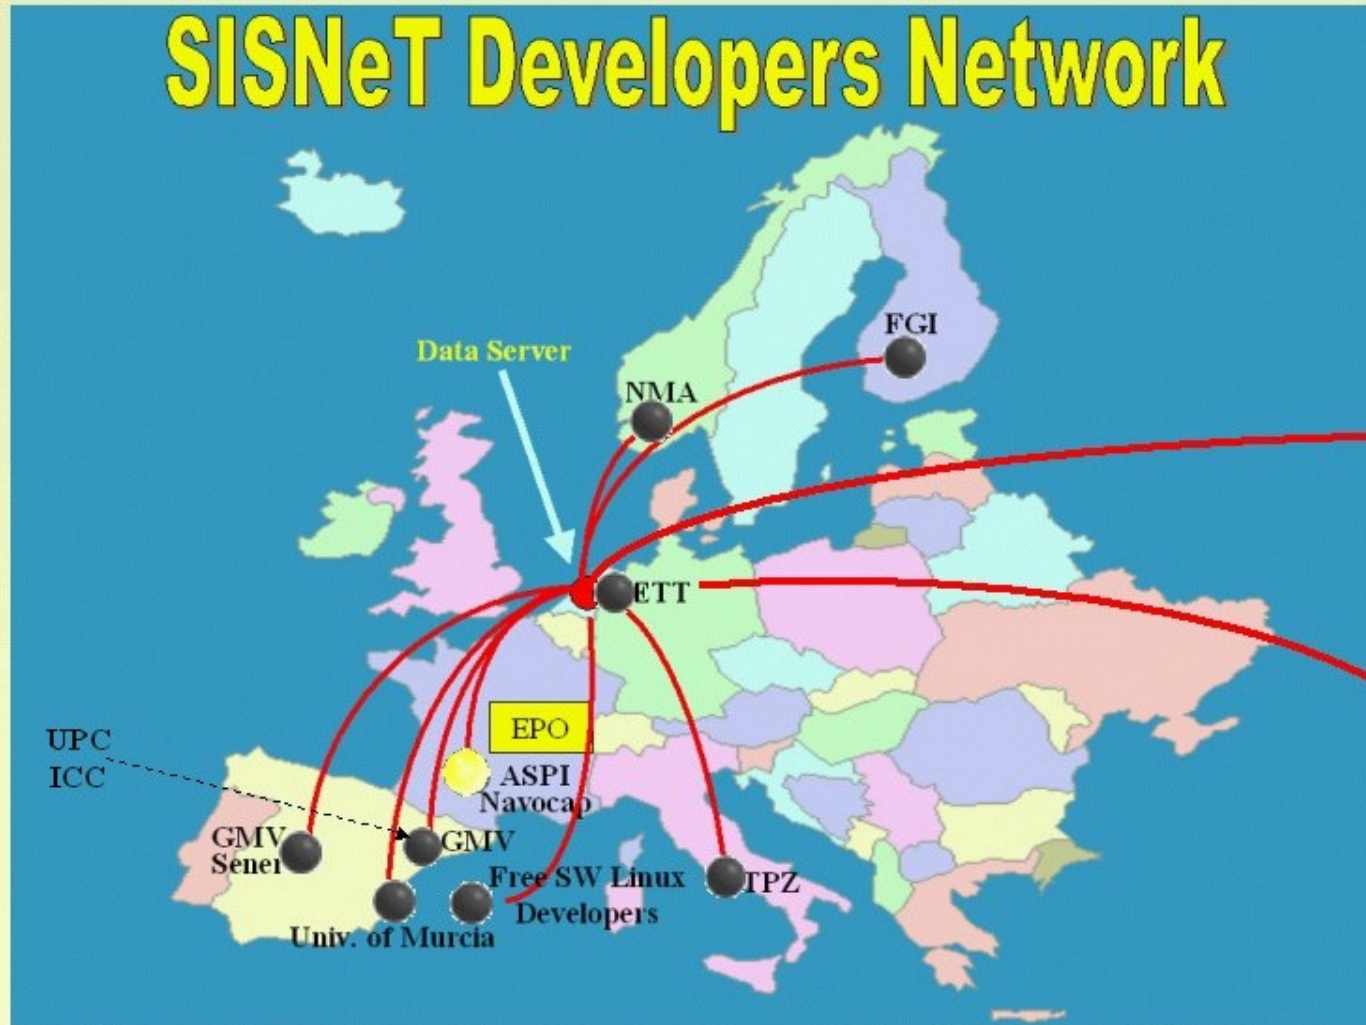 SISNeT Developers Network
FGI
Data Server
NMA
ETT
EPO
UPC
ICC
ASPI
Navocap
GMV
Sener
GMV
Free SW Linux
Developers
TPZ
Univ. of Murcia